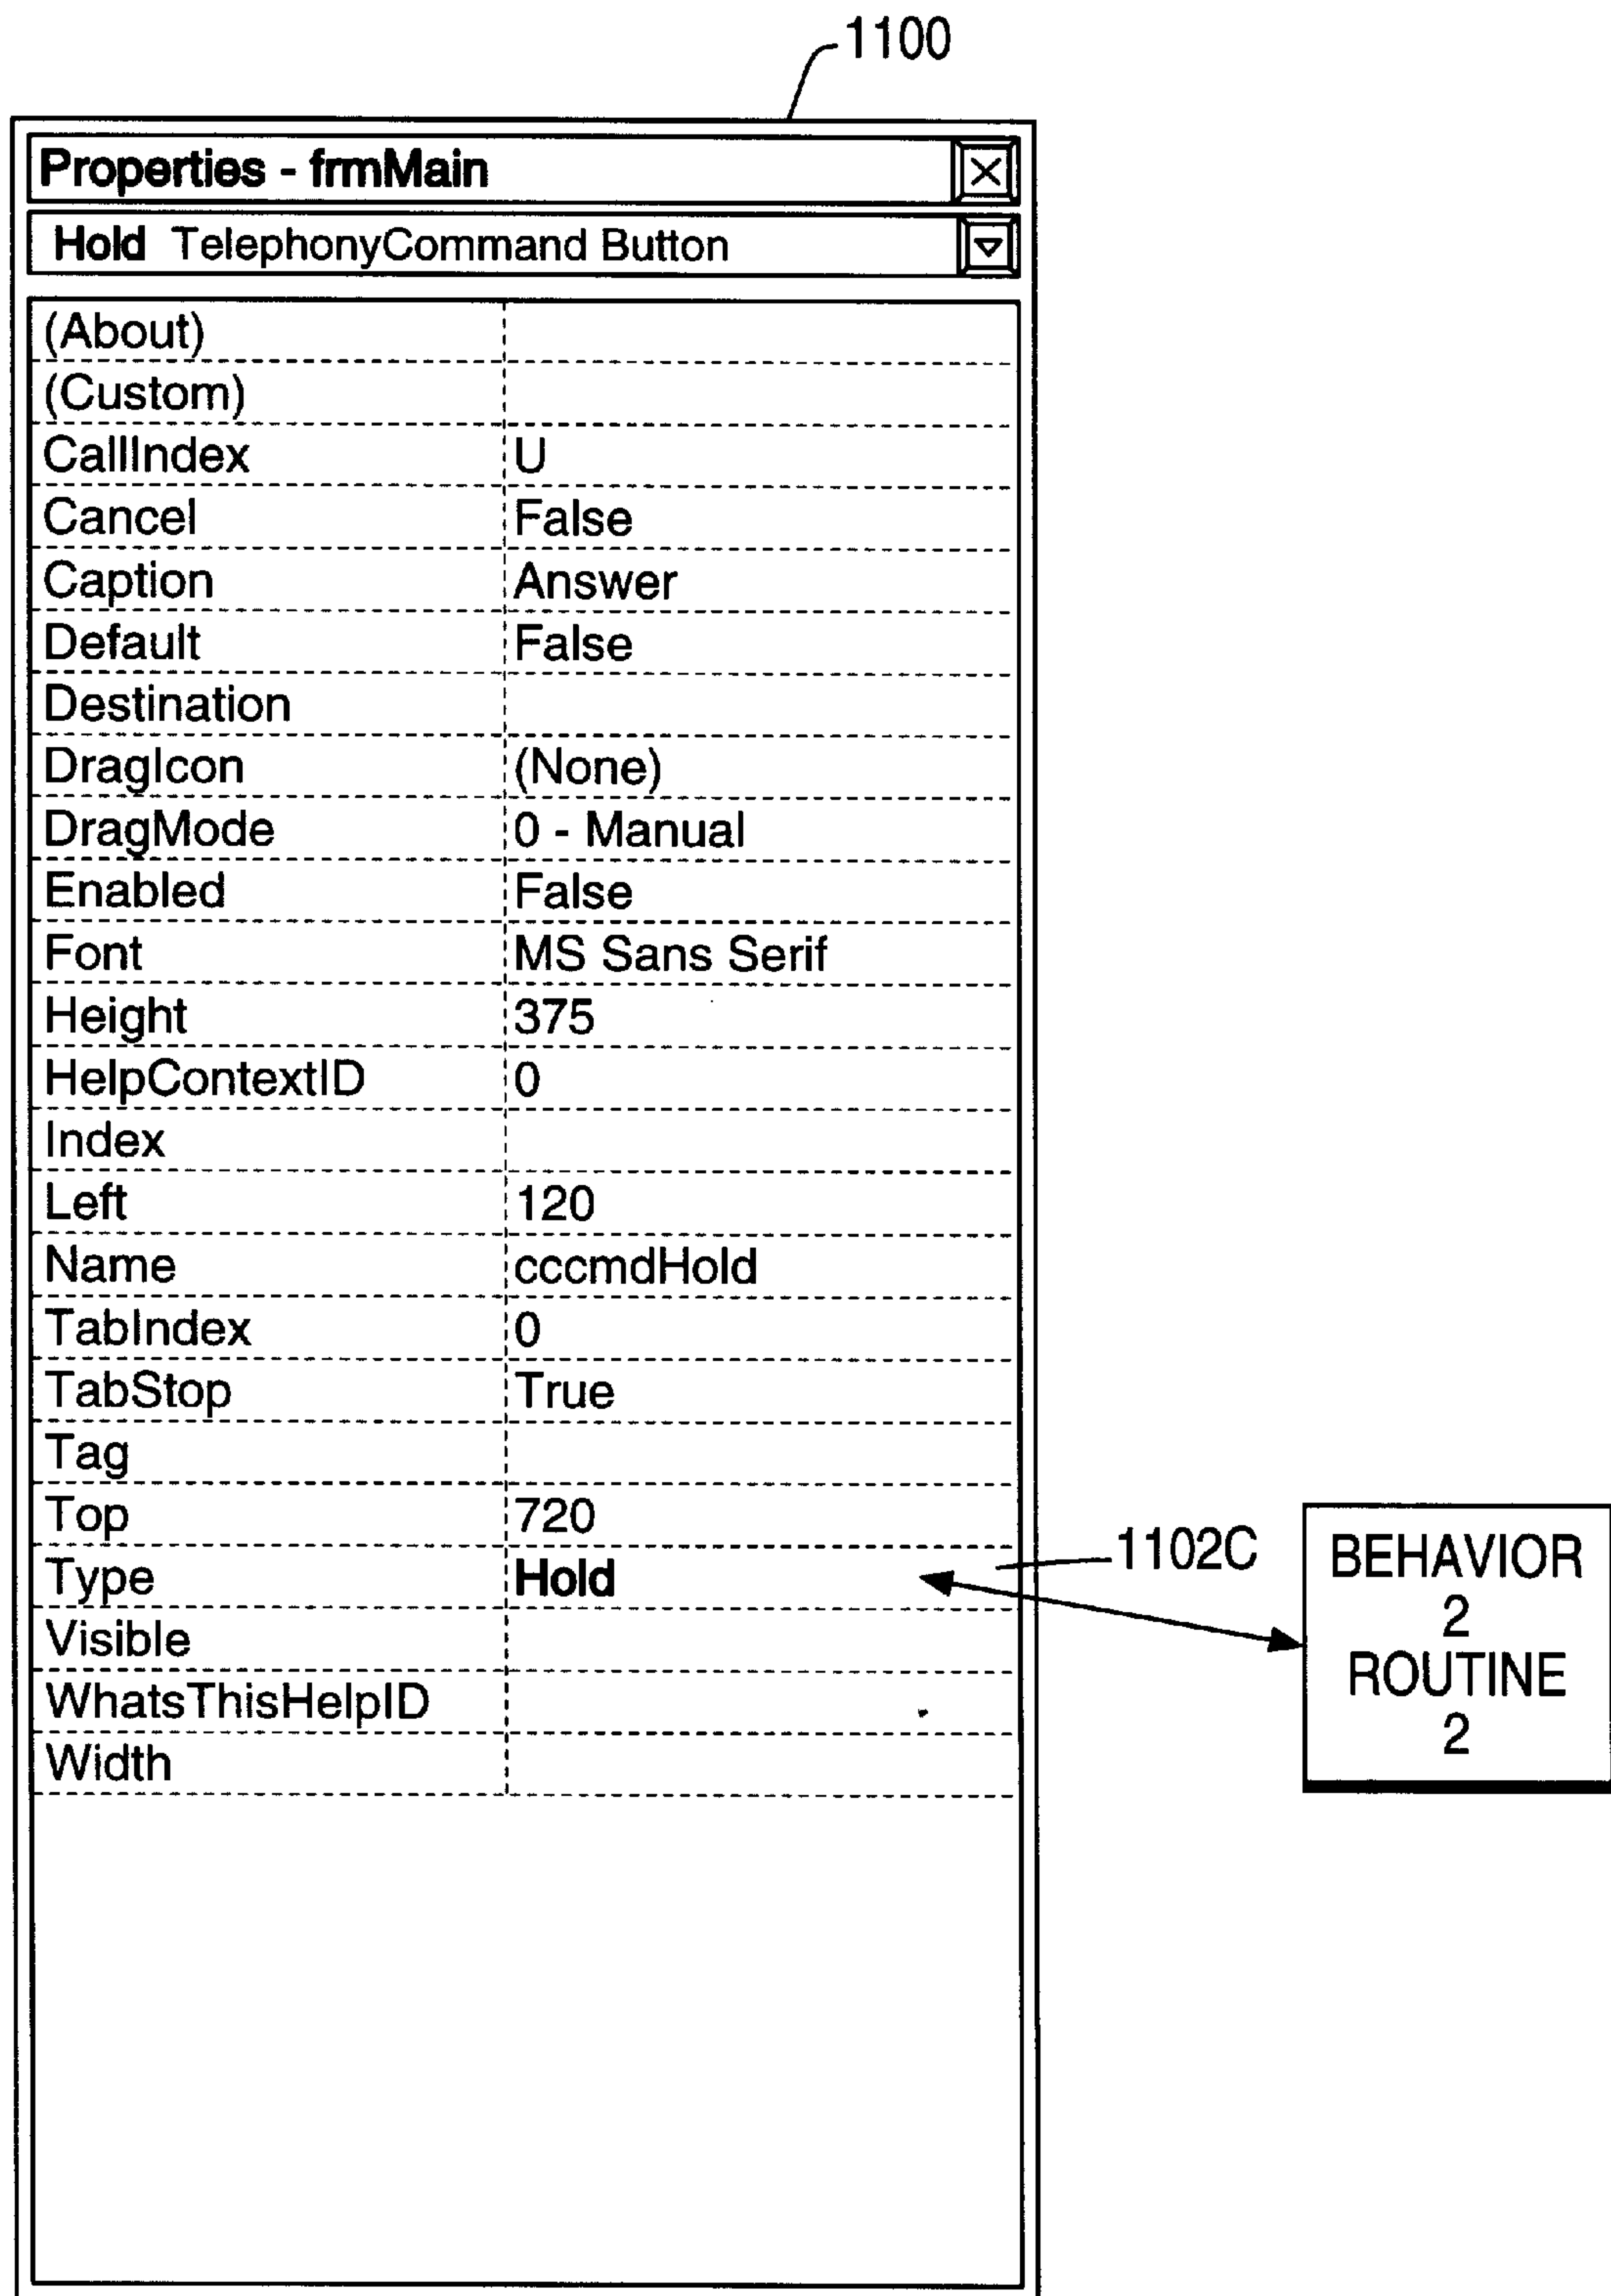 1100
Properties - frmMain
Hold TelephonyCommand Button
(About)
(Custom)
CallIndex U
Cancel False
Caption Answer
Default False
Destination
DragIcon (None)
DragMode 0 - Manual
Enabled False
Font MS Sans Serif
Height 375
HelpContextID 0
Index
Left 120
Name cccmdHold
TabIndex 0
TabStop True
Tag
Top 720
Type Hold
1102C
Visible
WhatsThisHelpID
Width
BEHAVIOR
2
ROUTINE
2